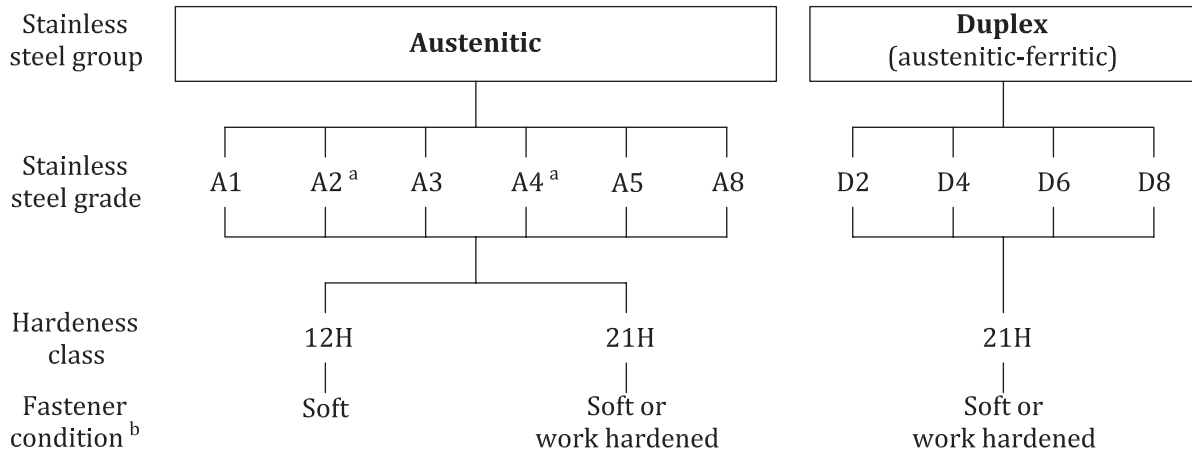 Stainless
steel group
Austenitic
Duplex
(austenitic-ferritic)
Stainless
steel grade
A1 A2 a A3 A4 a A5 A8 D2 D4 D6 D8
Hardeness
class
12H 21H 21H
Fastener
condition b
Soft
Soft or
work hardened
Soft or
work hardened